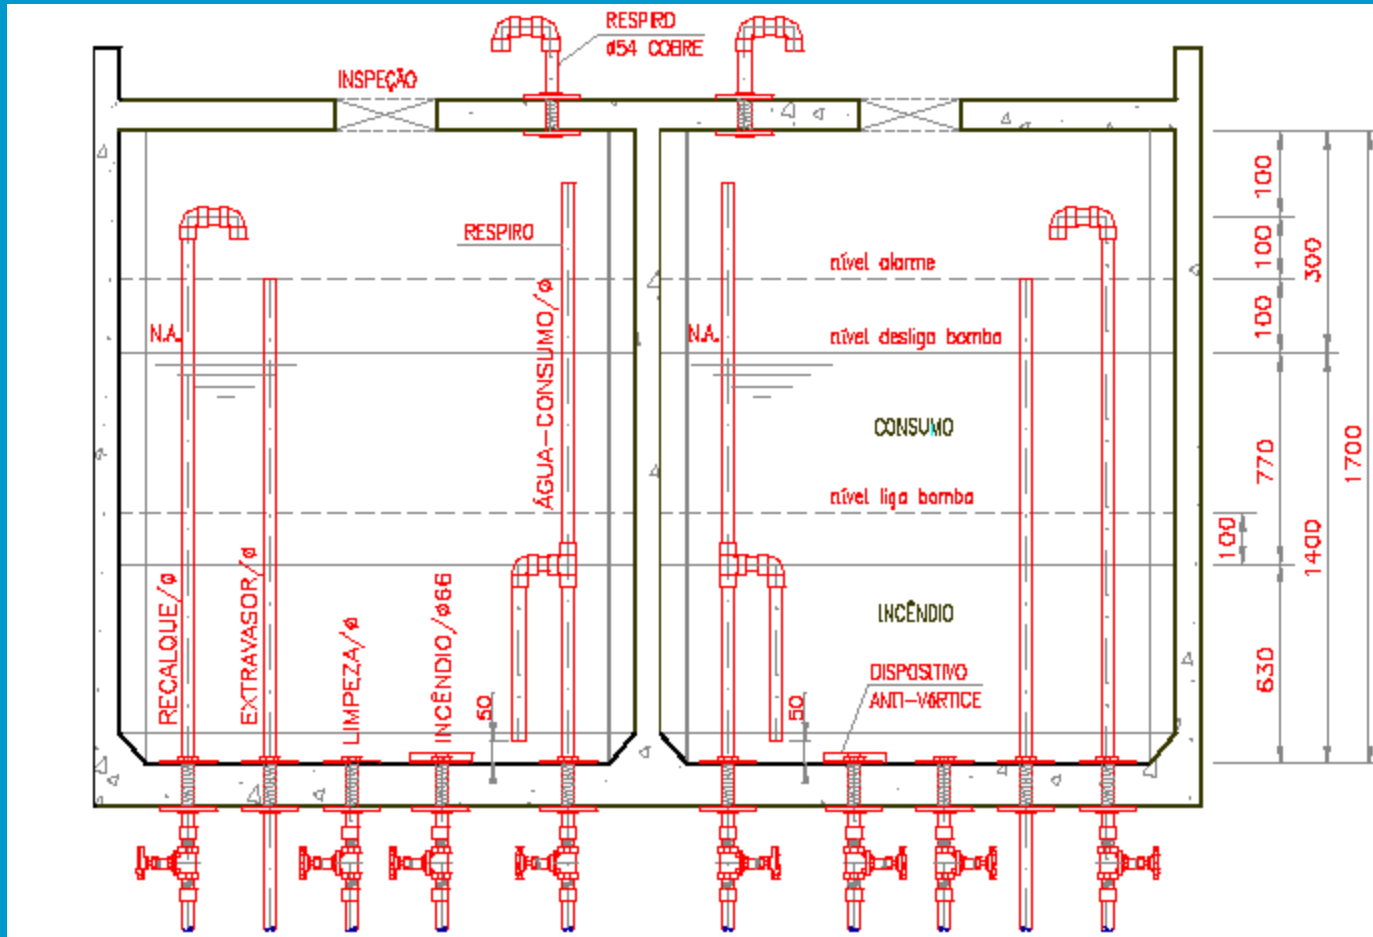 RESPIRO
ø54 COBRE
INSPEÇÃO
RESPIRO
nível alarme
N.A.
N.A.
nível desliga bomba
ÁGUA-CONSUMO/ø
CONSUMO
nível liga bomba
RECALQUE/ø
EXTRAVASOR/ø
LIMPEZA/ø
INCÊNDIO/ø66
INCÊNDIO
DISPOSITIVO
ANTI-VÓRTICE
50
50
100
100
100
300
770
100
1400
1700
630